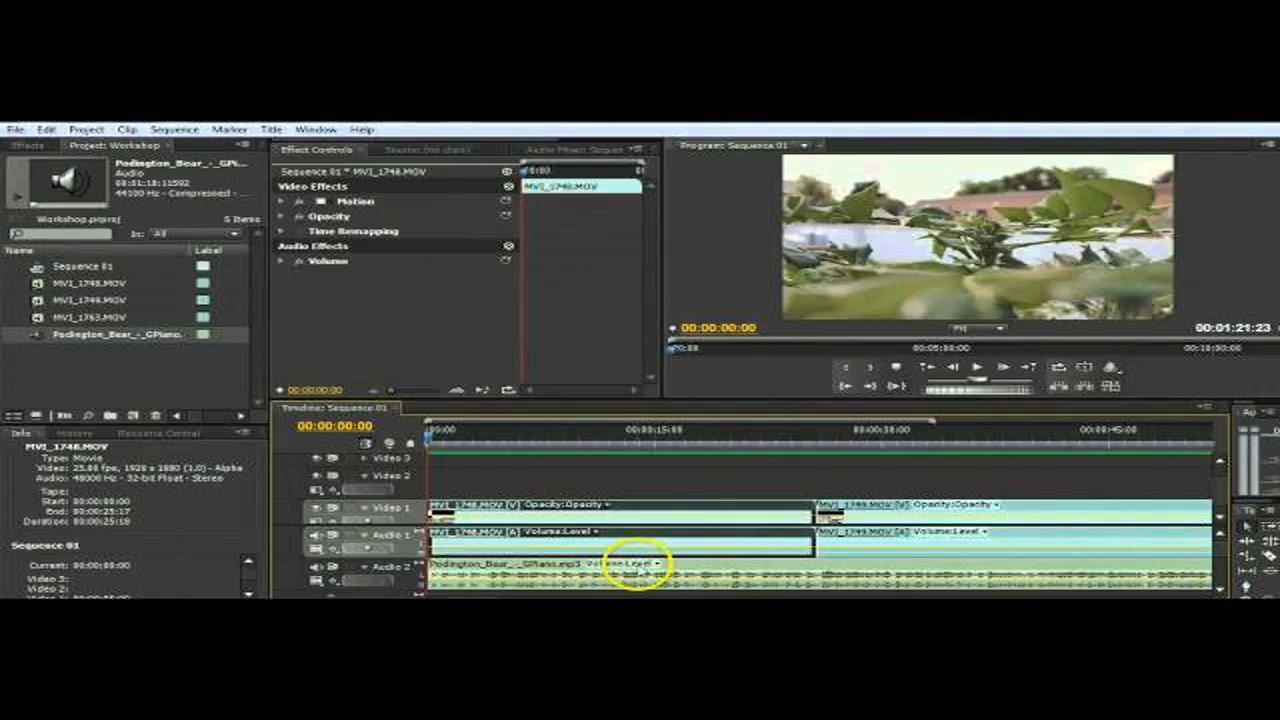 File Edit Project Clip Sequence Marker Title Window Help
Effects Project: Workshop
Podington_Bear_-_GPi...
Audio
44100 Hz - Compressed - ...
Workshop.prproj 5 Items
In: All
Name Label
Sequence 01
MVI_1748.MOV
MVI_1749.MOV
MVI_1763.MOV
Podington_Bear_-_GPiano.
Effect Controls
Sequence 01 * MVI_1748.MOV
Video Effects
Motion
Opacity
Time Remapping
Audio Effects
Volume
00:00
MVI_1748.MOV
00:00:00:00
Program: Sequence 01
00:00:00:00 Fit 00:01:21:23
00:00 00:05:00:00 00:10:00:00
Info History Resource Central
MVI_1748.MOV
Type: Movie
Video: 25.00 fps, 1920 x 1080 (1.0) - Alpha
Audio: 48000 Hz - 32-bit Float - Stereo
Tape:
Start: 00:00:00:00
End: 00:00:25:17
Duration: 00:00:25:18
Sequence 01
Current: 00:00:00:00
Video 3:
Video 2:
Timeline: Sequence 01
00:00:00:00 00:00 00:00:15:00 00:00:30:00 00:00:45:00
Video 3
Video 2
Video 1 MVI_1748.MOV [V] Opacity:Opacity MVI_1749.MOV [V] Opacity:Opacity
Audio 1 MVI_1748.MOV [A] Volume:Level MVI_1749.MOV [A] Volume:Level
Audio 2 Podington_Bear_-_GPiano.mp3 Volume:Level